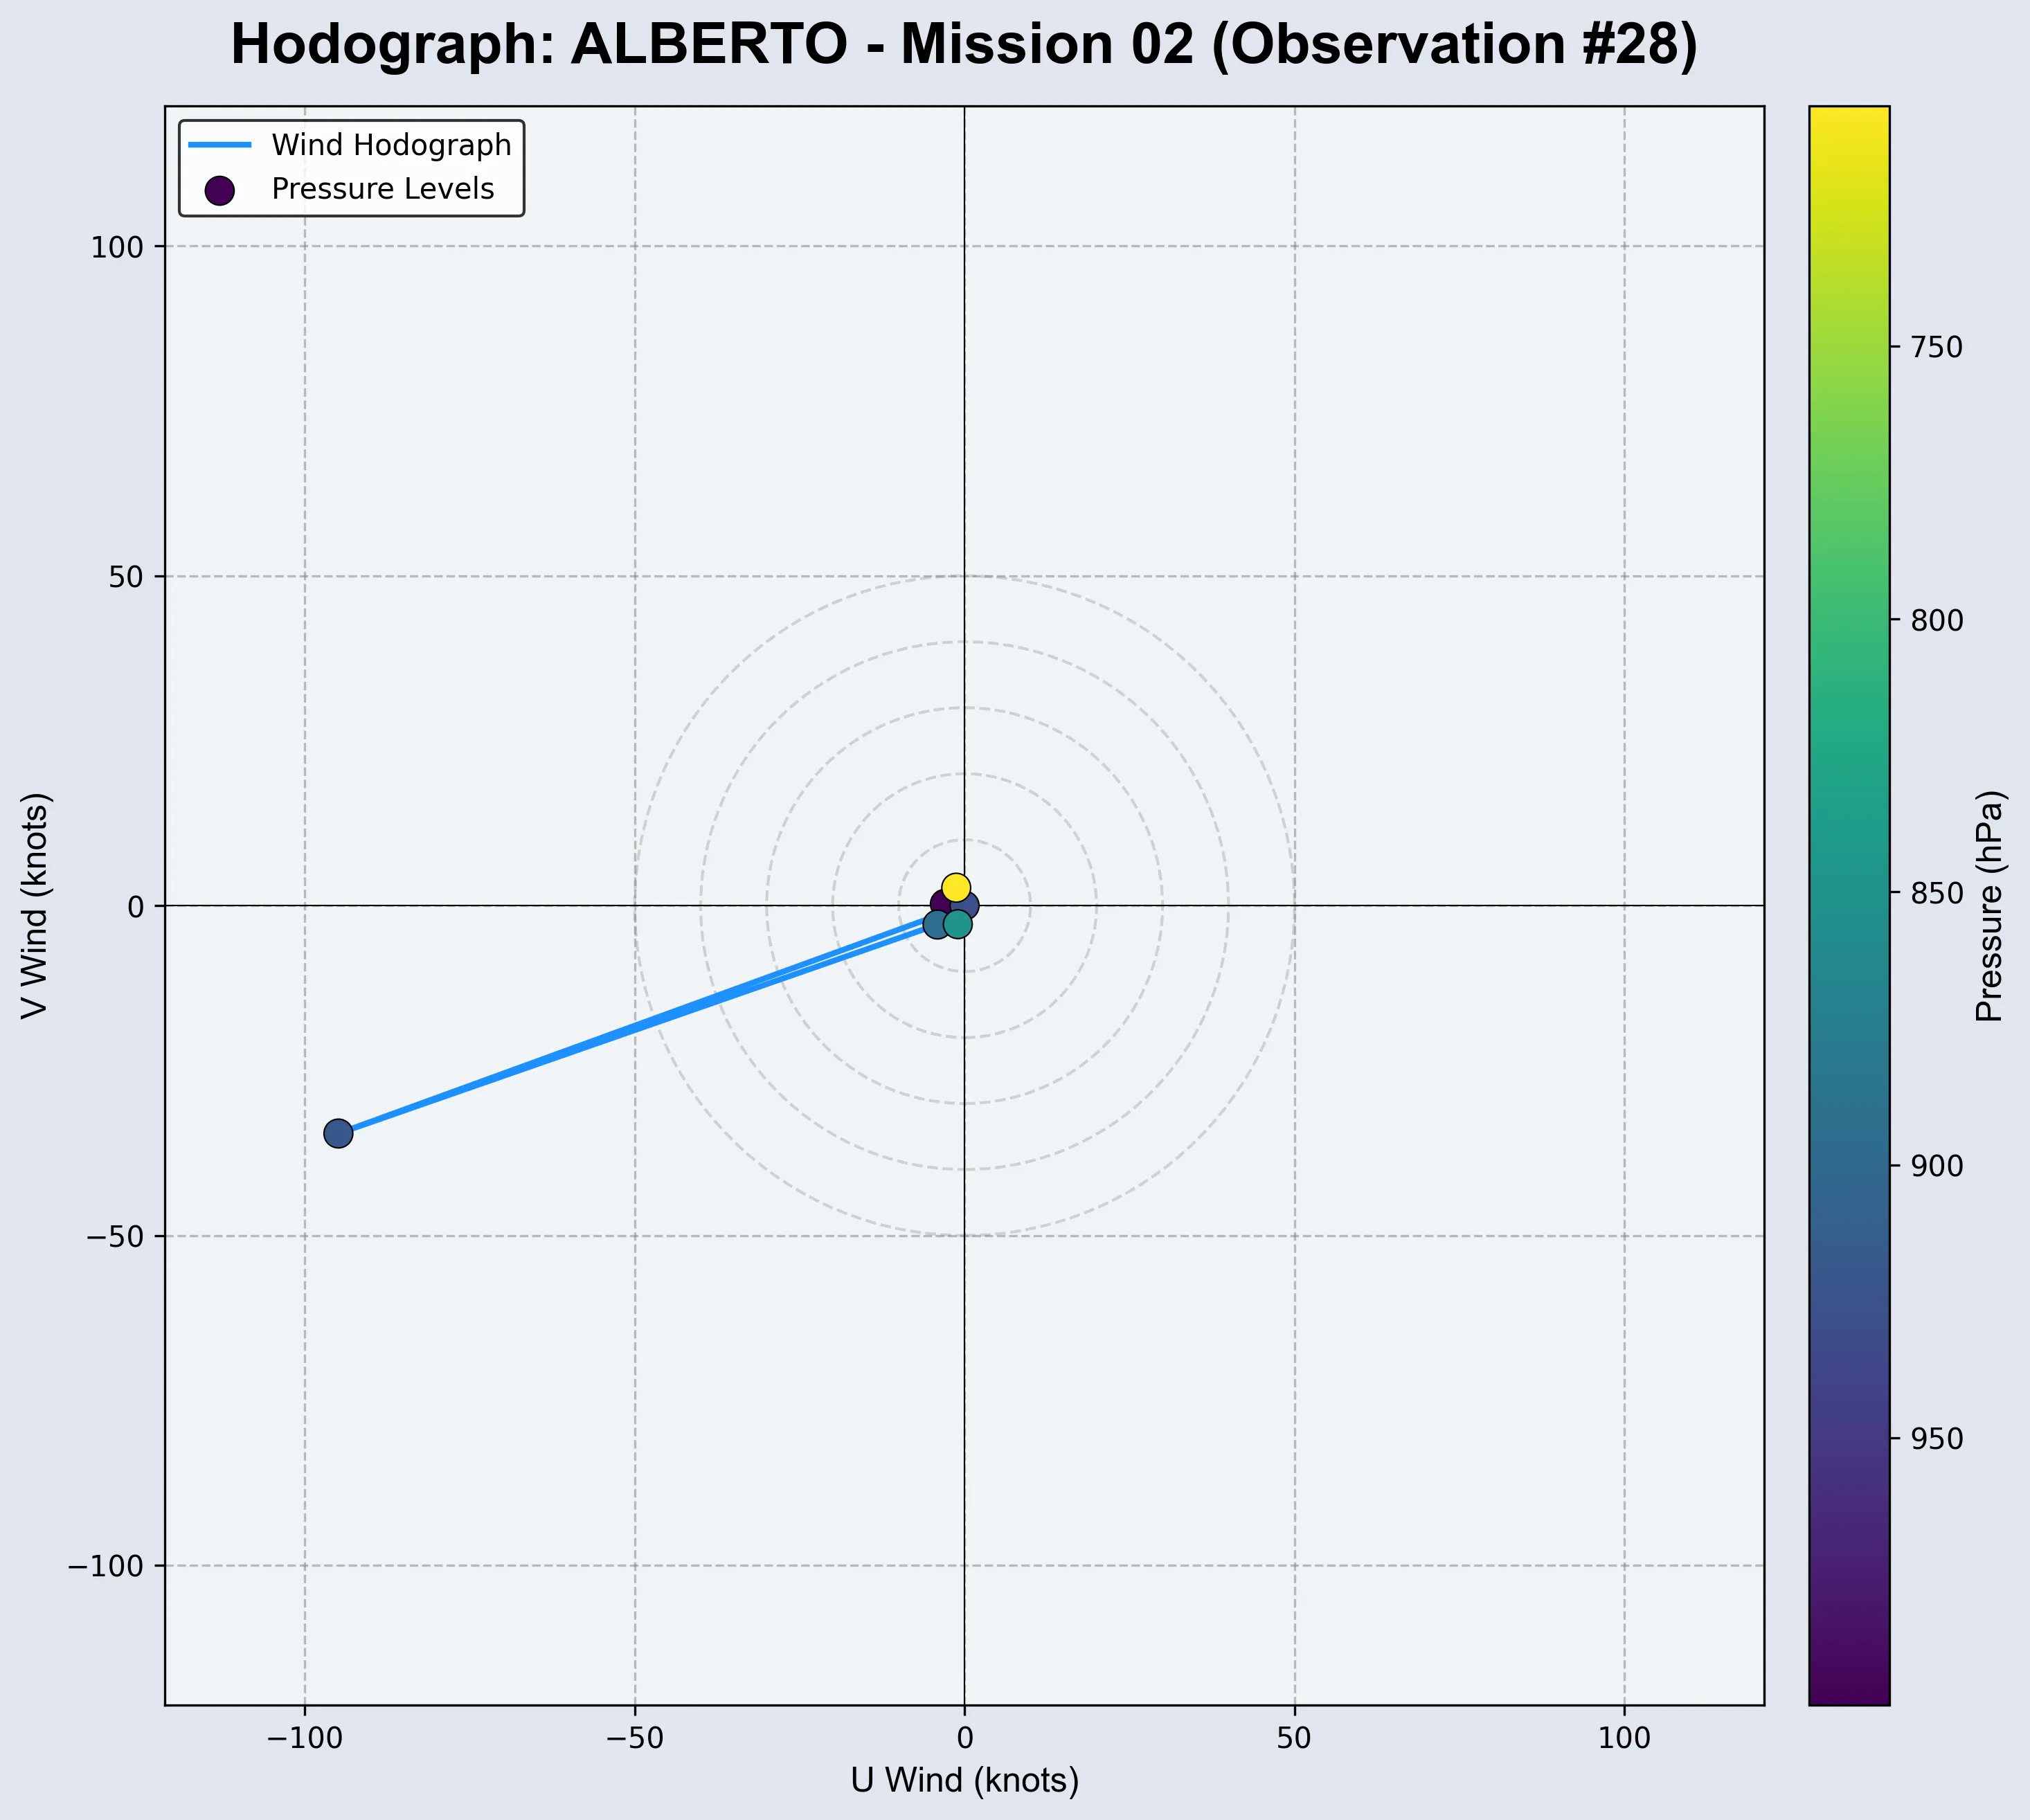 Hodograph: ALBERTO - Mission 02 (Observation #28)
Wind Hodograph
Pressure Levels
100
50
0
−50
−100
V Wind (knots)
−100
−50
0
50
100
U Wind (knots)
750
800
850
900
950
Pressure (hPa)